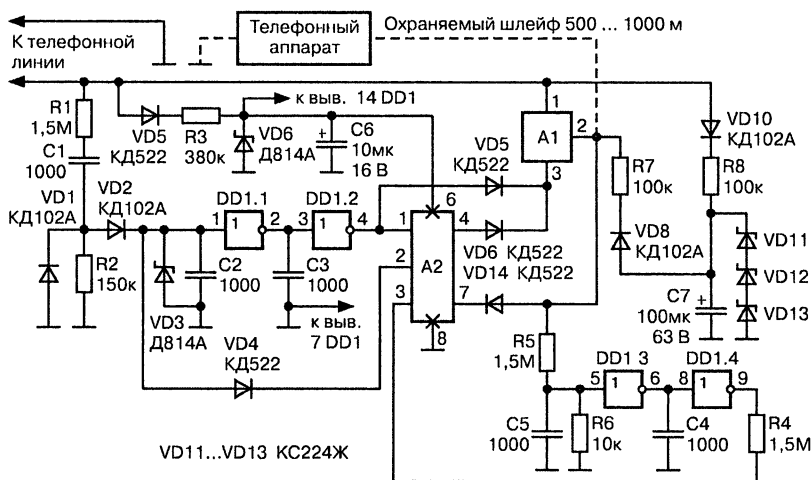 Телефонный
аппарат
Охраняемый шлейф 500 ... 1000 м
К телефонной
линии
к выв. 14 DD1
R1
1,5М
C1
1000
VD5
КД522
R3
380к
VD6
Д814А
C6
10мк
16 В
+
A1
1
2
3
VD5
КД522
VD10
КД102А
R7
100к
R8
100к
VD1
КД102А
VD2
КД102А
DD1.1
DD1.2
1
1
2
3
1
4
1
2
3
A2
6
4
7
8
VD6 КД522
VD14 КД522
VD8
КД102А
VD11
VD12
VD13
C7
100мк
63 В
+
R2
150к
VD3
Д814А
C2
1000
C3
1000
к выв.
7 DD1
VD4
КД522
R5
1,5М
DD1 3
DD1.4
5
1
6
8
1
9
C5
1000
R6
10к
C4
1000
R4
1,5М
VD11...VD13 КС224Ж